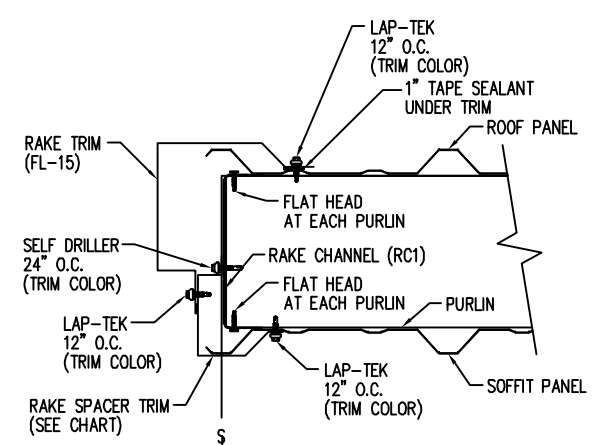 LAP-TEK
12" O.C.
(TRIM COLOR)
1" TAPE SEALANT
UNDER TRIM
ROOF PANEL
RAKE TRIM
(FL-15)
FLAT HEAD
AT EACH PURLIN
SELF DRILLER
24" O.C.
(TRIM COLOR)
RAKE CHANNEL (RC1)
FLAT HEAD
AT EACH PURLIN
PURLIN
LAP-TEK
12" O.C.
(TRIM COLOR)
LAP-TEK
12" O.C.
(TRIM COLOR)
SOFFIT PANEL
RAKE SPACER TRIM
(SEE CHART)
S